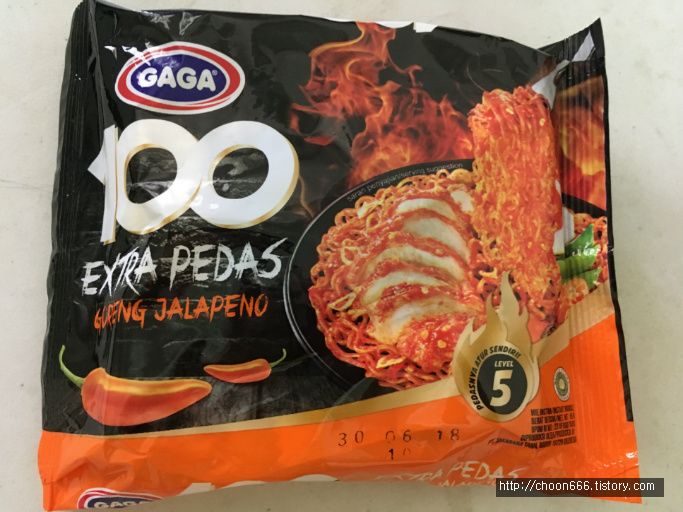 GAGA®
100
EXTRA PEDAS
GORENG JALAPENO
saran penyajian/serving suggestion
PEDASNYA ATUR SENDIRI!
LEVEL
5
30 06 18
GAGA
EXTRA PEDAS
http://choon666.tistory.com